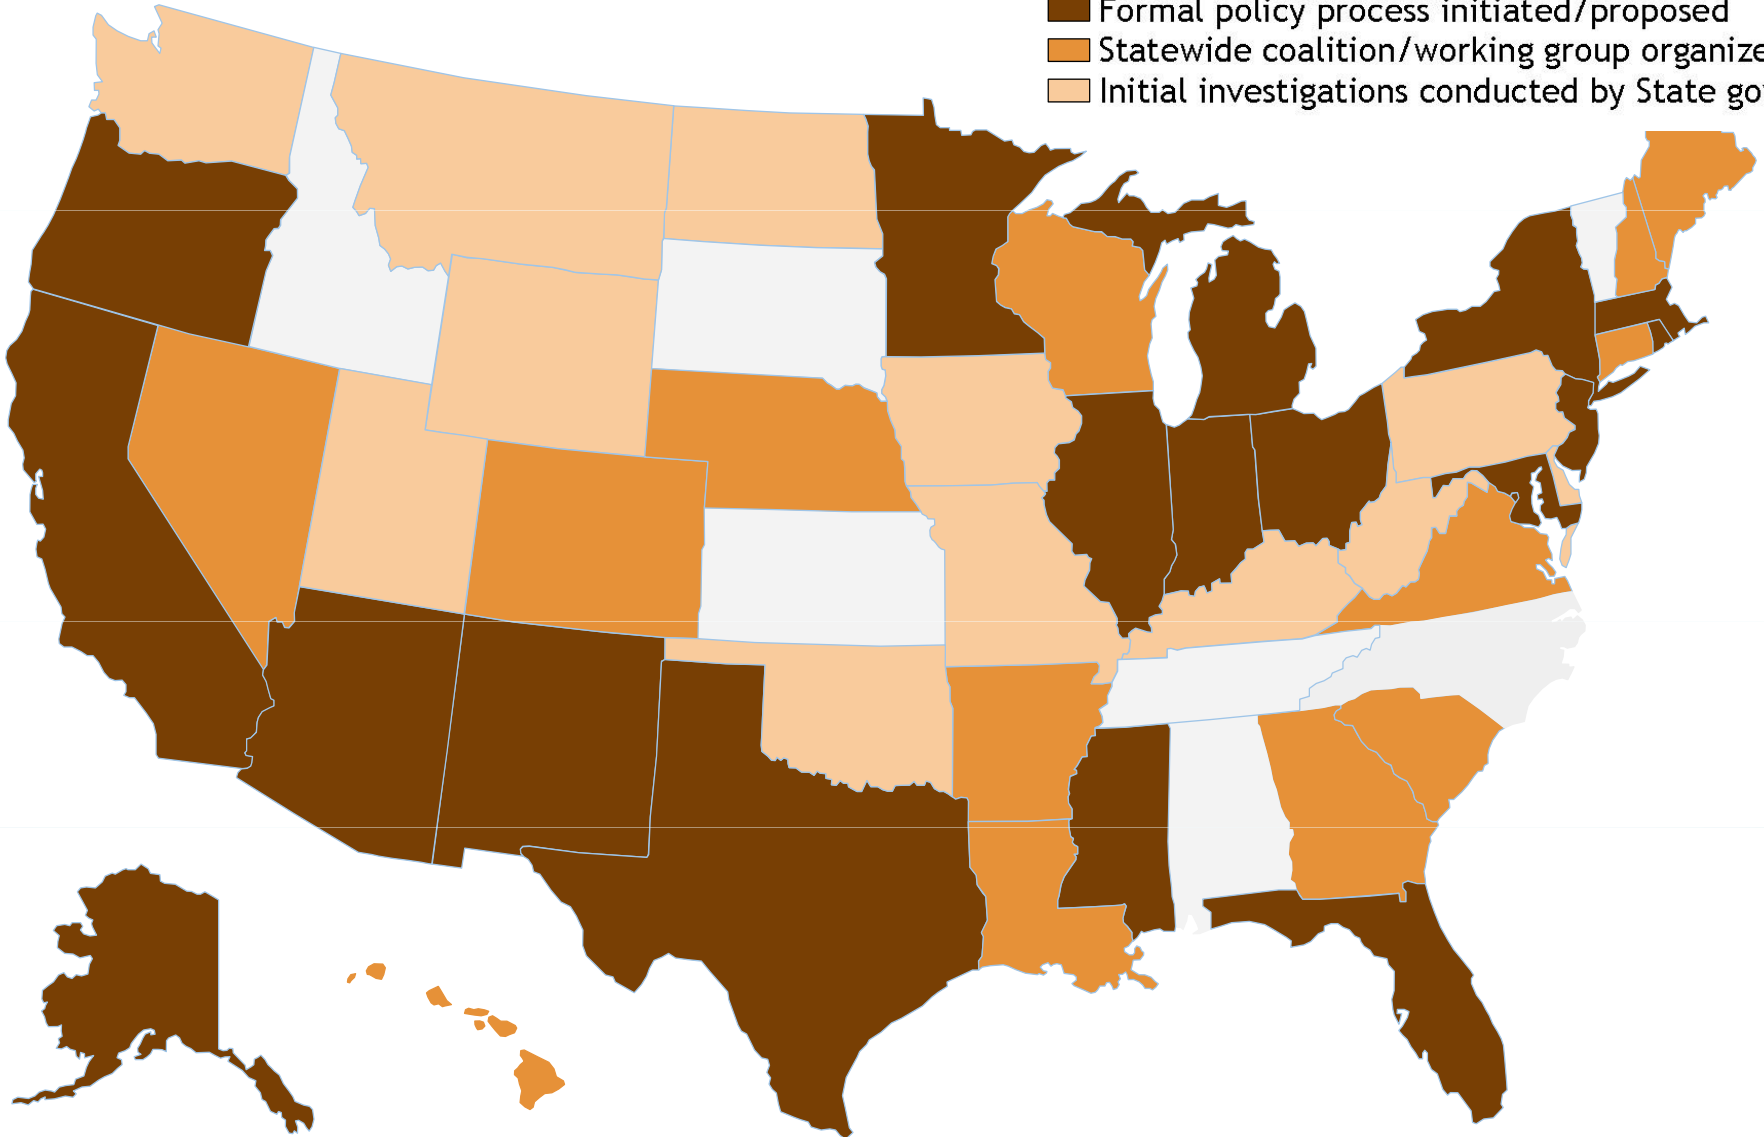 Formal policy process initiated/proposed
Statewide coalition/working group
Initial investigations conducted by State